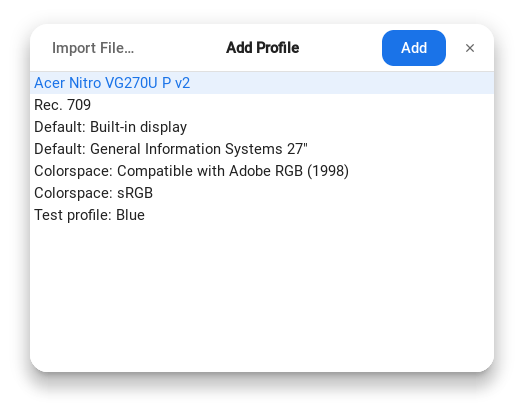 Import File…
Add Profile
Add
×
Acer Nitro VG270U P v2
Rec. 709
Default: Built-in display
Default: General Information Systems 27"
Colorspace: Compatible with Adobe RGB (1998)
Colorspace: sRGB
Test profile: Blue